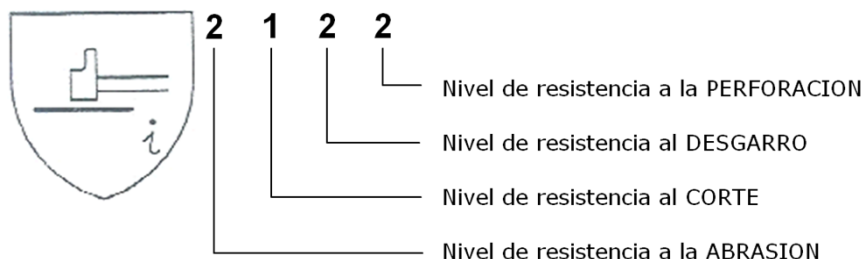 2 1 2 2
Nivel de resistencia a la PERFORACION
Nivel de resistencia al DESGARRO
i
Nivel de resistencia al CORTE
Nivel de resistencia a la ABRASION